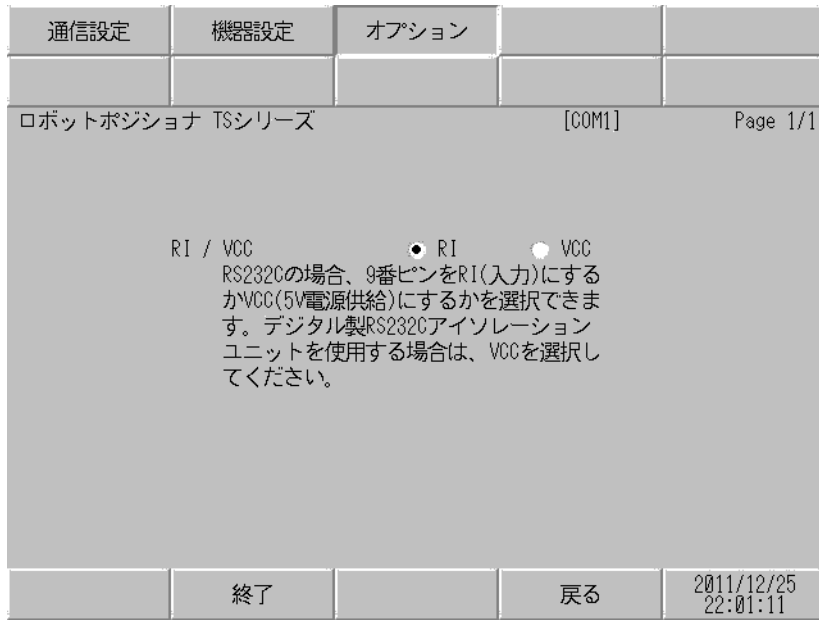 通信設定 機器設定 オプション
ロボットポジショナ TSシリーズ [COM1] Page 1/1
RI / VCC RI VCC
RS232Cの場合、9番ピンをRI(入力)にする
かVCC(5V電源供給)にするかを選択できま
す。デジタル製RS232Cアイソレーション
ユニットを使用する場合は、VCCを選択し
てください。
終了 戻る 2011/12/25
22:01:11